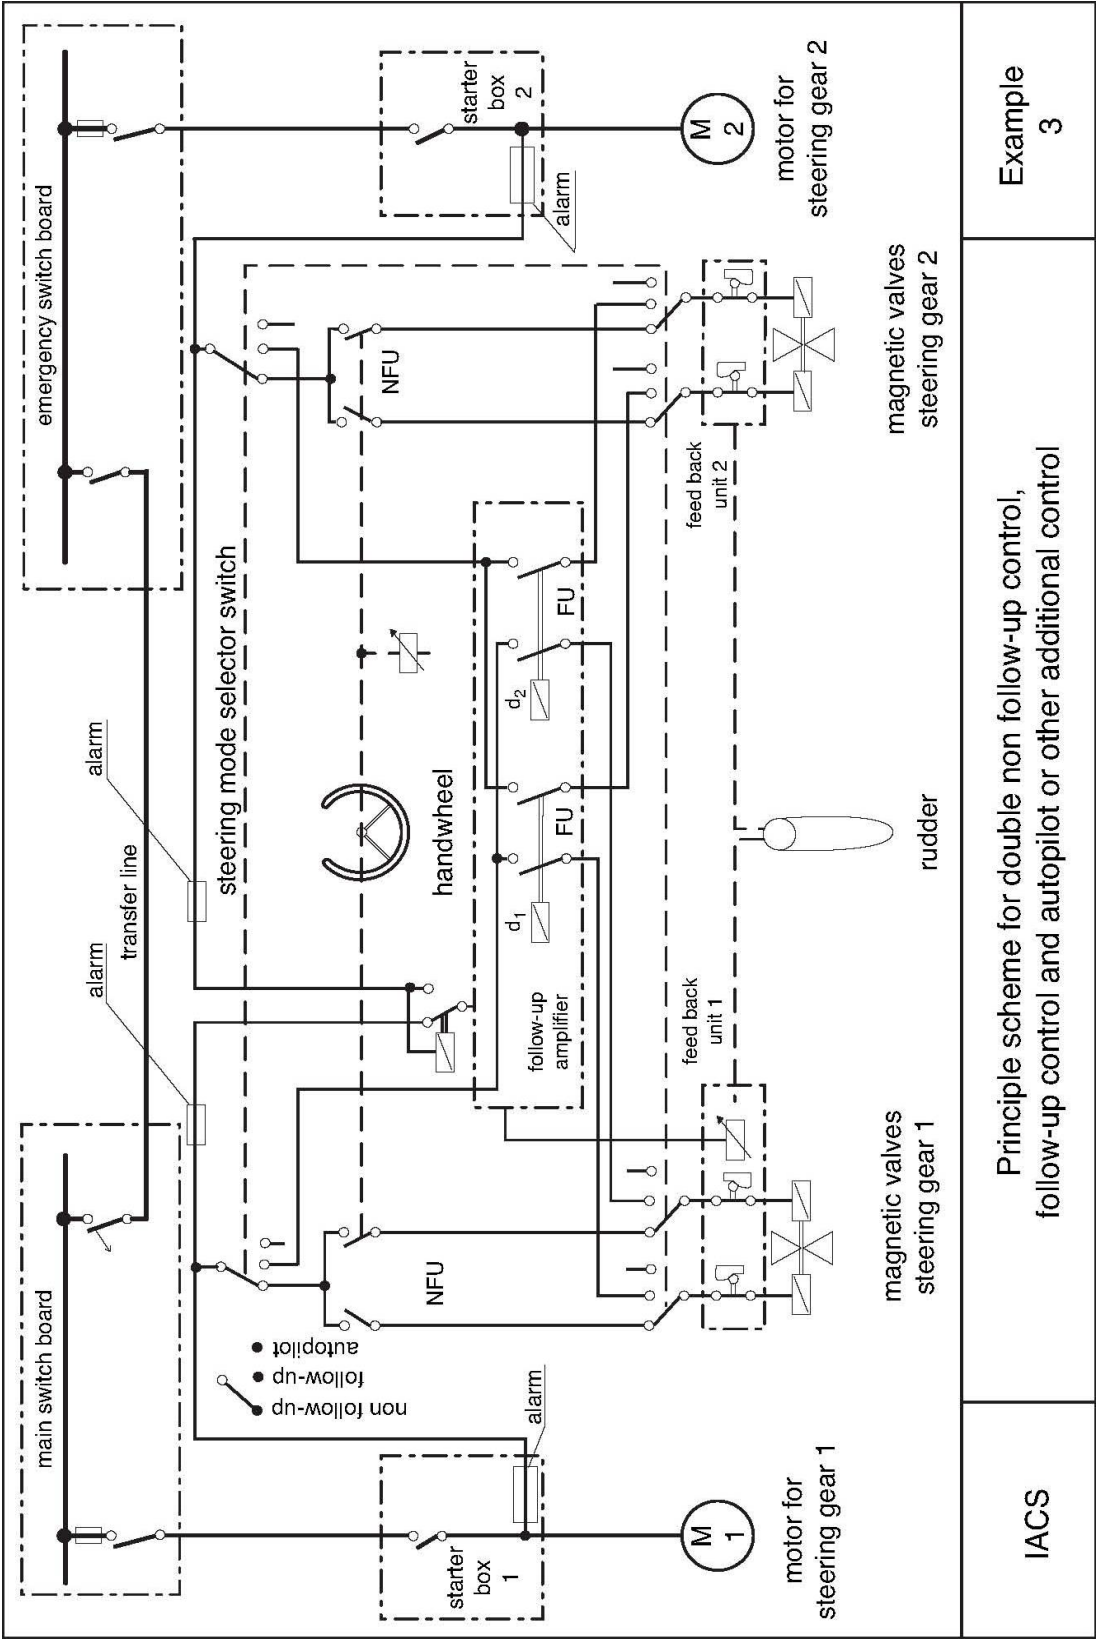 main switch board
emergency switch board
alarm
alarm
transfer line
steering mode selector switch
autopilot
follow-up
non follow-up
NFU
NFU
handwheel
starter
box
1
alarm
starter
box
2
alarm
follow-up
amplifier
d1
FU
d2
FU
feed back
unit 1
feed back
unit 2
M
1
M
2
motor for
steering gear 1
magnetic valves
steering gear 1
rudder
magnetic valves
steering gear 2
motor for
steering gear 2
IACS
Principle scheme for double non follow-up control,
follow-up control and autopilot or other additional control
Example
3